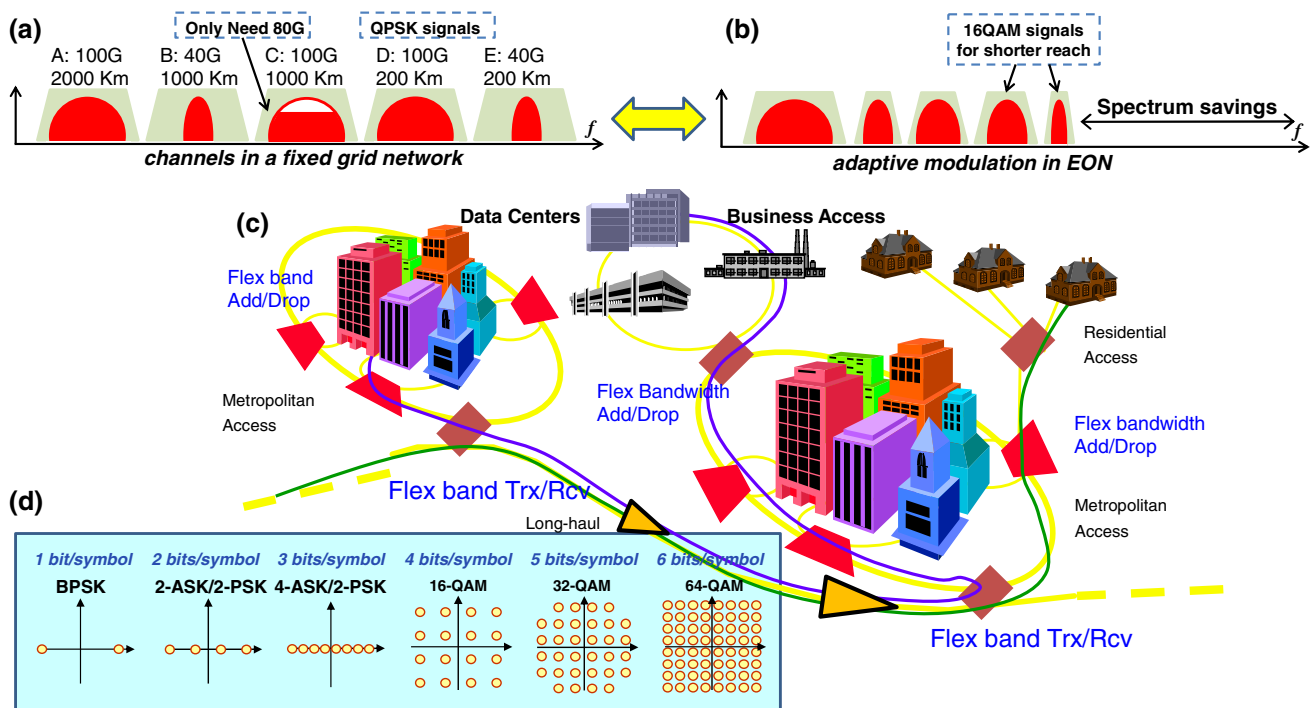 (a)
Only Need 80G
QPSK signals
A: 100G
2000 Km
B: 40G
1000 Km
C: 100G
1000 Km
D: 100G
200 Km
E: 40G
200 Km
f
channels in a fixed grid network
(b)
16QAM signals
for shorter reach
Spectrum savings
f
adaptive modulation in EON
(c)
Data Centers
Business Access
Flex band
Add/Drop
Residential
Access
Metropolitan
Access
Flex Bandwidth
Add/Drop
Flex bandwidth
Add/Drop
Flex band Trx/Rcv
Metropolitan
Access
Long-haul
Flex band Trx/Rcv
(d)
1 bit/symbol
BPSK
2 bits/symbol
2-ASK/2-PSK
3 bits/symbol
4-ASK/2-PSK
4 bits/symbol
16-QAM
5 bits/symbol
32-QAM
6 bits/symbol
64-QAM